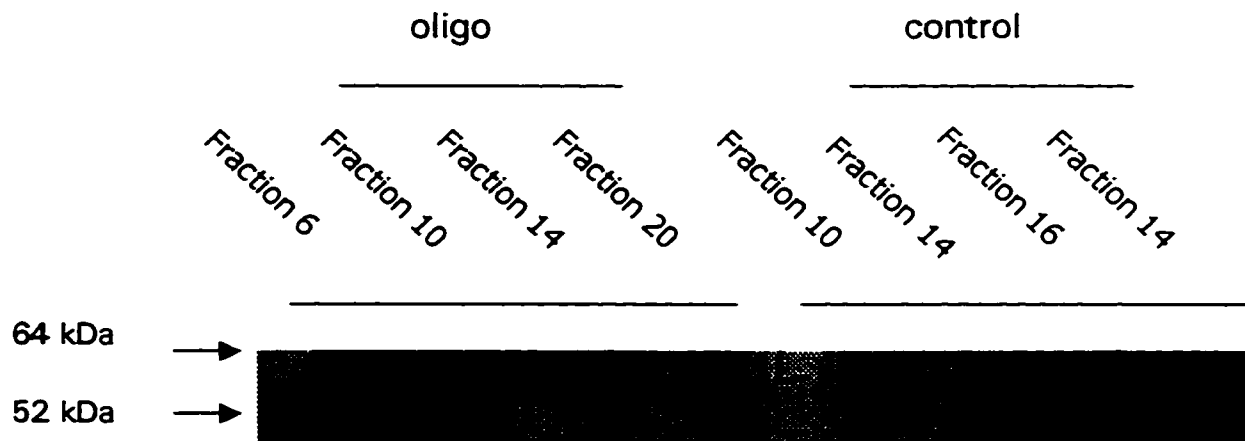 oligo control
Fraction 6 Fraction 10 Fraction 14 Fraction 20 Fraction 10 Fraction 14 Fraction 16 Fraction 14
64 kDa
52 kDa